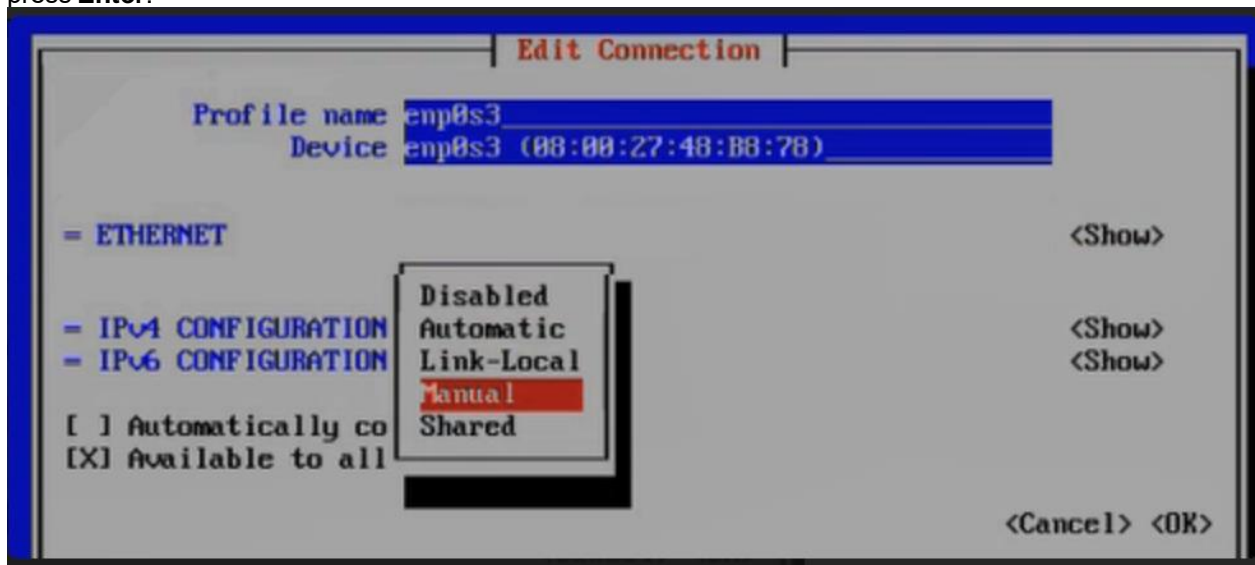 press Enter.
Edit Connection
Profile name enp0s3
Device enp0s3 (08:00:27:48:B8:78)
= ETHERNET <Show>
Disabled
= IPv4 CONFIGURATION Automatic <Show>
= IPv6 CONFIGURATION Link-Local <Show>
Manual
[ ] Automatically co Shared
[X] Available to all
<Cancel> <OK>